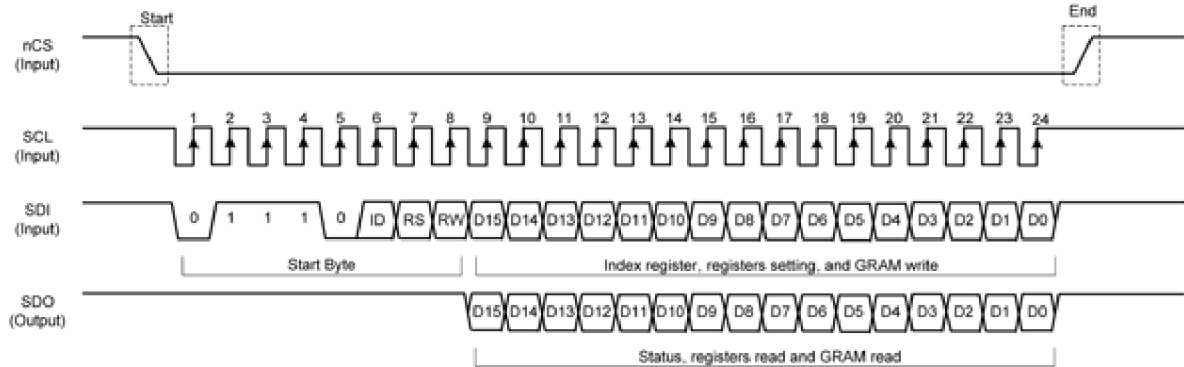 Start
End
nCS
(Input)
1 2 3 4 5 6 7 8 9 10 11 12 13 14 15 16 17 18 19 20 21 22 23 24
SCL
(Input)
SDI
(Input)
0 1 1 1 0 ID RS RW D15 D14 D13 D12 D11 D10 D9 D8 D7 D6 D5 D4 D3 D2 D1 D0
Start Byte
Index register, registers setting, and GRAM write
SDO
(Output)
D15 D14 D13 D12 D11 D10 D9 D8 D7 D6 D5 D4 D3 D2 D1 D0
Status, registers read and GRAM read